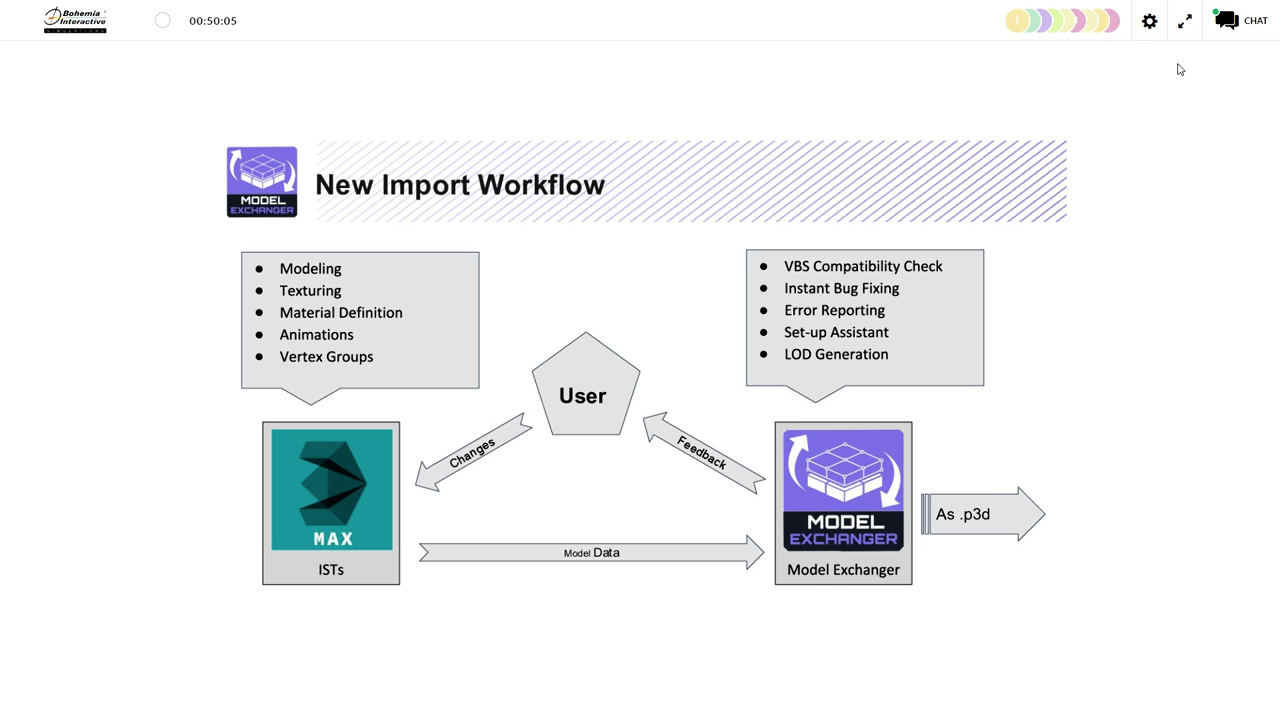 Bohemia
Interactive
SIMULATIONS
00:50:05
T
CHAT
MODEL
EXCHANGER
New Import Workflow
● Modeling
● Texturing
● Material Definition
● Animations
● Vertex Groups
● VBS Compatibility Check
● Instant Bug Fixing
● Error Reporting
● Set-up Assistant
● LOD Generation
User
Changes
Feedback
MAX
ISTs
Model Data
MODEL
EXCHANGER
Model Exchanger
As .p3d